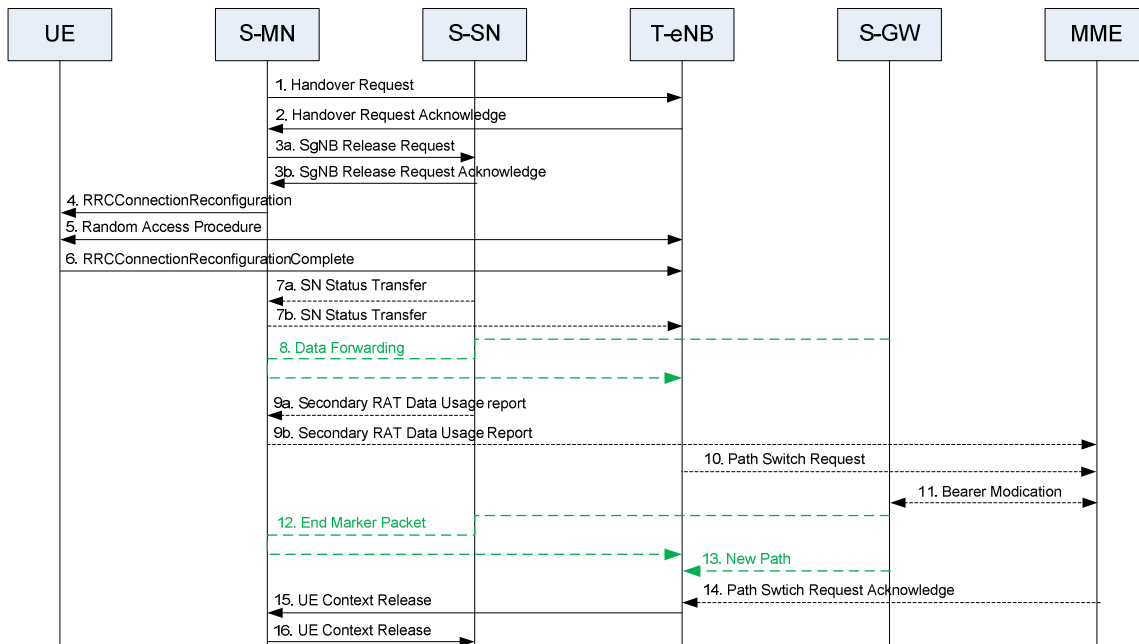 UE
S-MN
S-SN
T-eNB
S-GW
MME
1. Handover Request
2. Handover Request Acknowledge
3a. SgNB Release Request
3b. SgNB Release Request Acknowledge
4. RRCConnectionReconfiguration
5. Random Access Procedure
6. RRCConnectionReconfigurationComplete
7a. SN Status Transfer
7b. SN Status Transfer
8. Data Forwarding
9a. Secondary RAT Data Usage report
9b. Secondary RAT Data Usage Report
10. Path Switch Request
11. Bearer Modication
12. End Marker Packet
13. New Path
14. Path Swtich Request Acknowledge
15. UE Context Release
16. UE Context Release